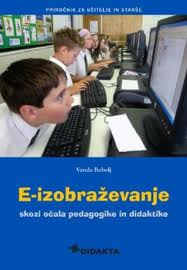 PRIROČNIK ZA UČITELJE IN STARŠE
Vanda Rebolj
E-izobraževanje
skozi očala pedagogike in didaktike
DIDAKTA